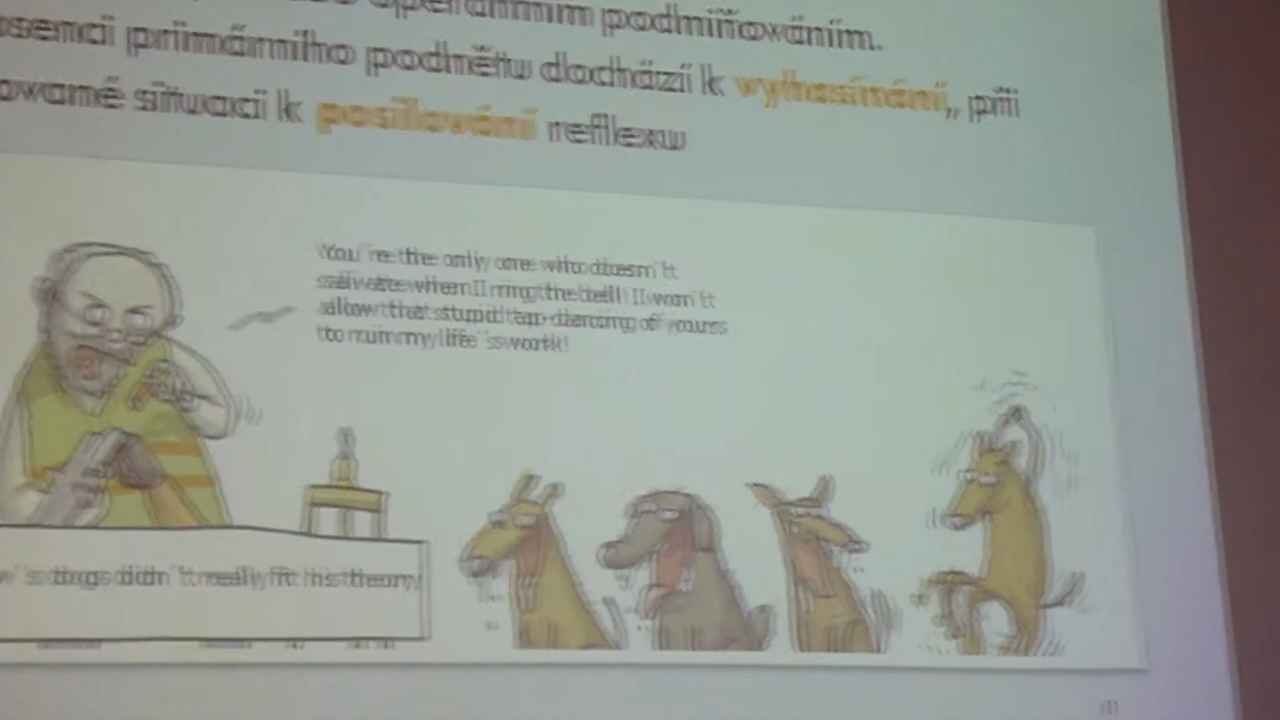 operantním podmiňováním.
primárního podnětu dochází k vyhasínání, při
situaci k posilování reflexu
You're the only one who doesn't
salivate when I ring the bell! I won't
allow that stupid tap-dancing of yours
to ruin my life's work!
's dogs didn't really fit his theory